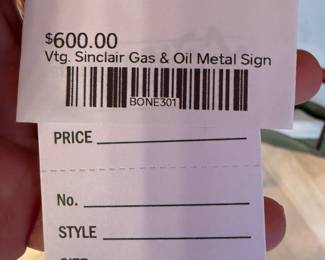 $600.00
Vtg. Sinclair Gas & Oil Metal Sign
BONE301
PRICE
No.
STYLE